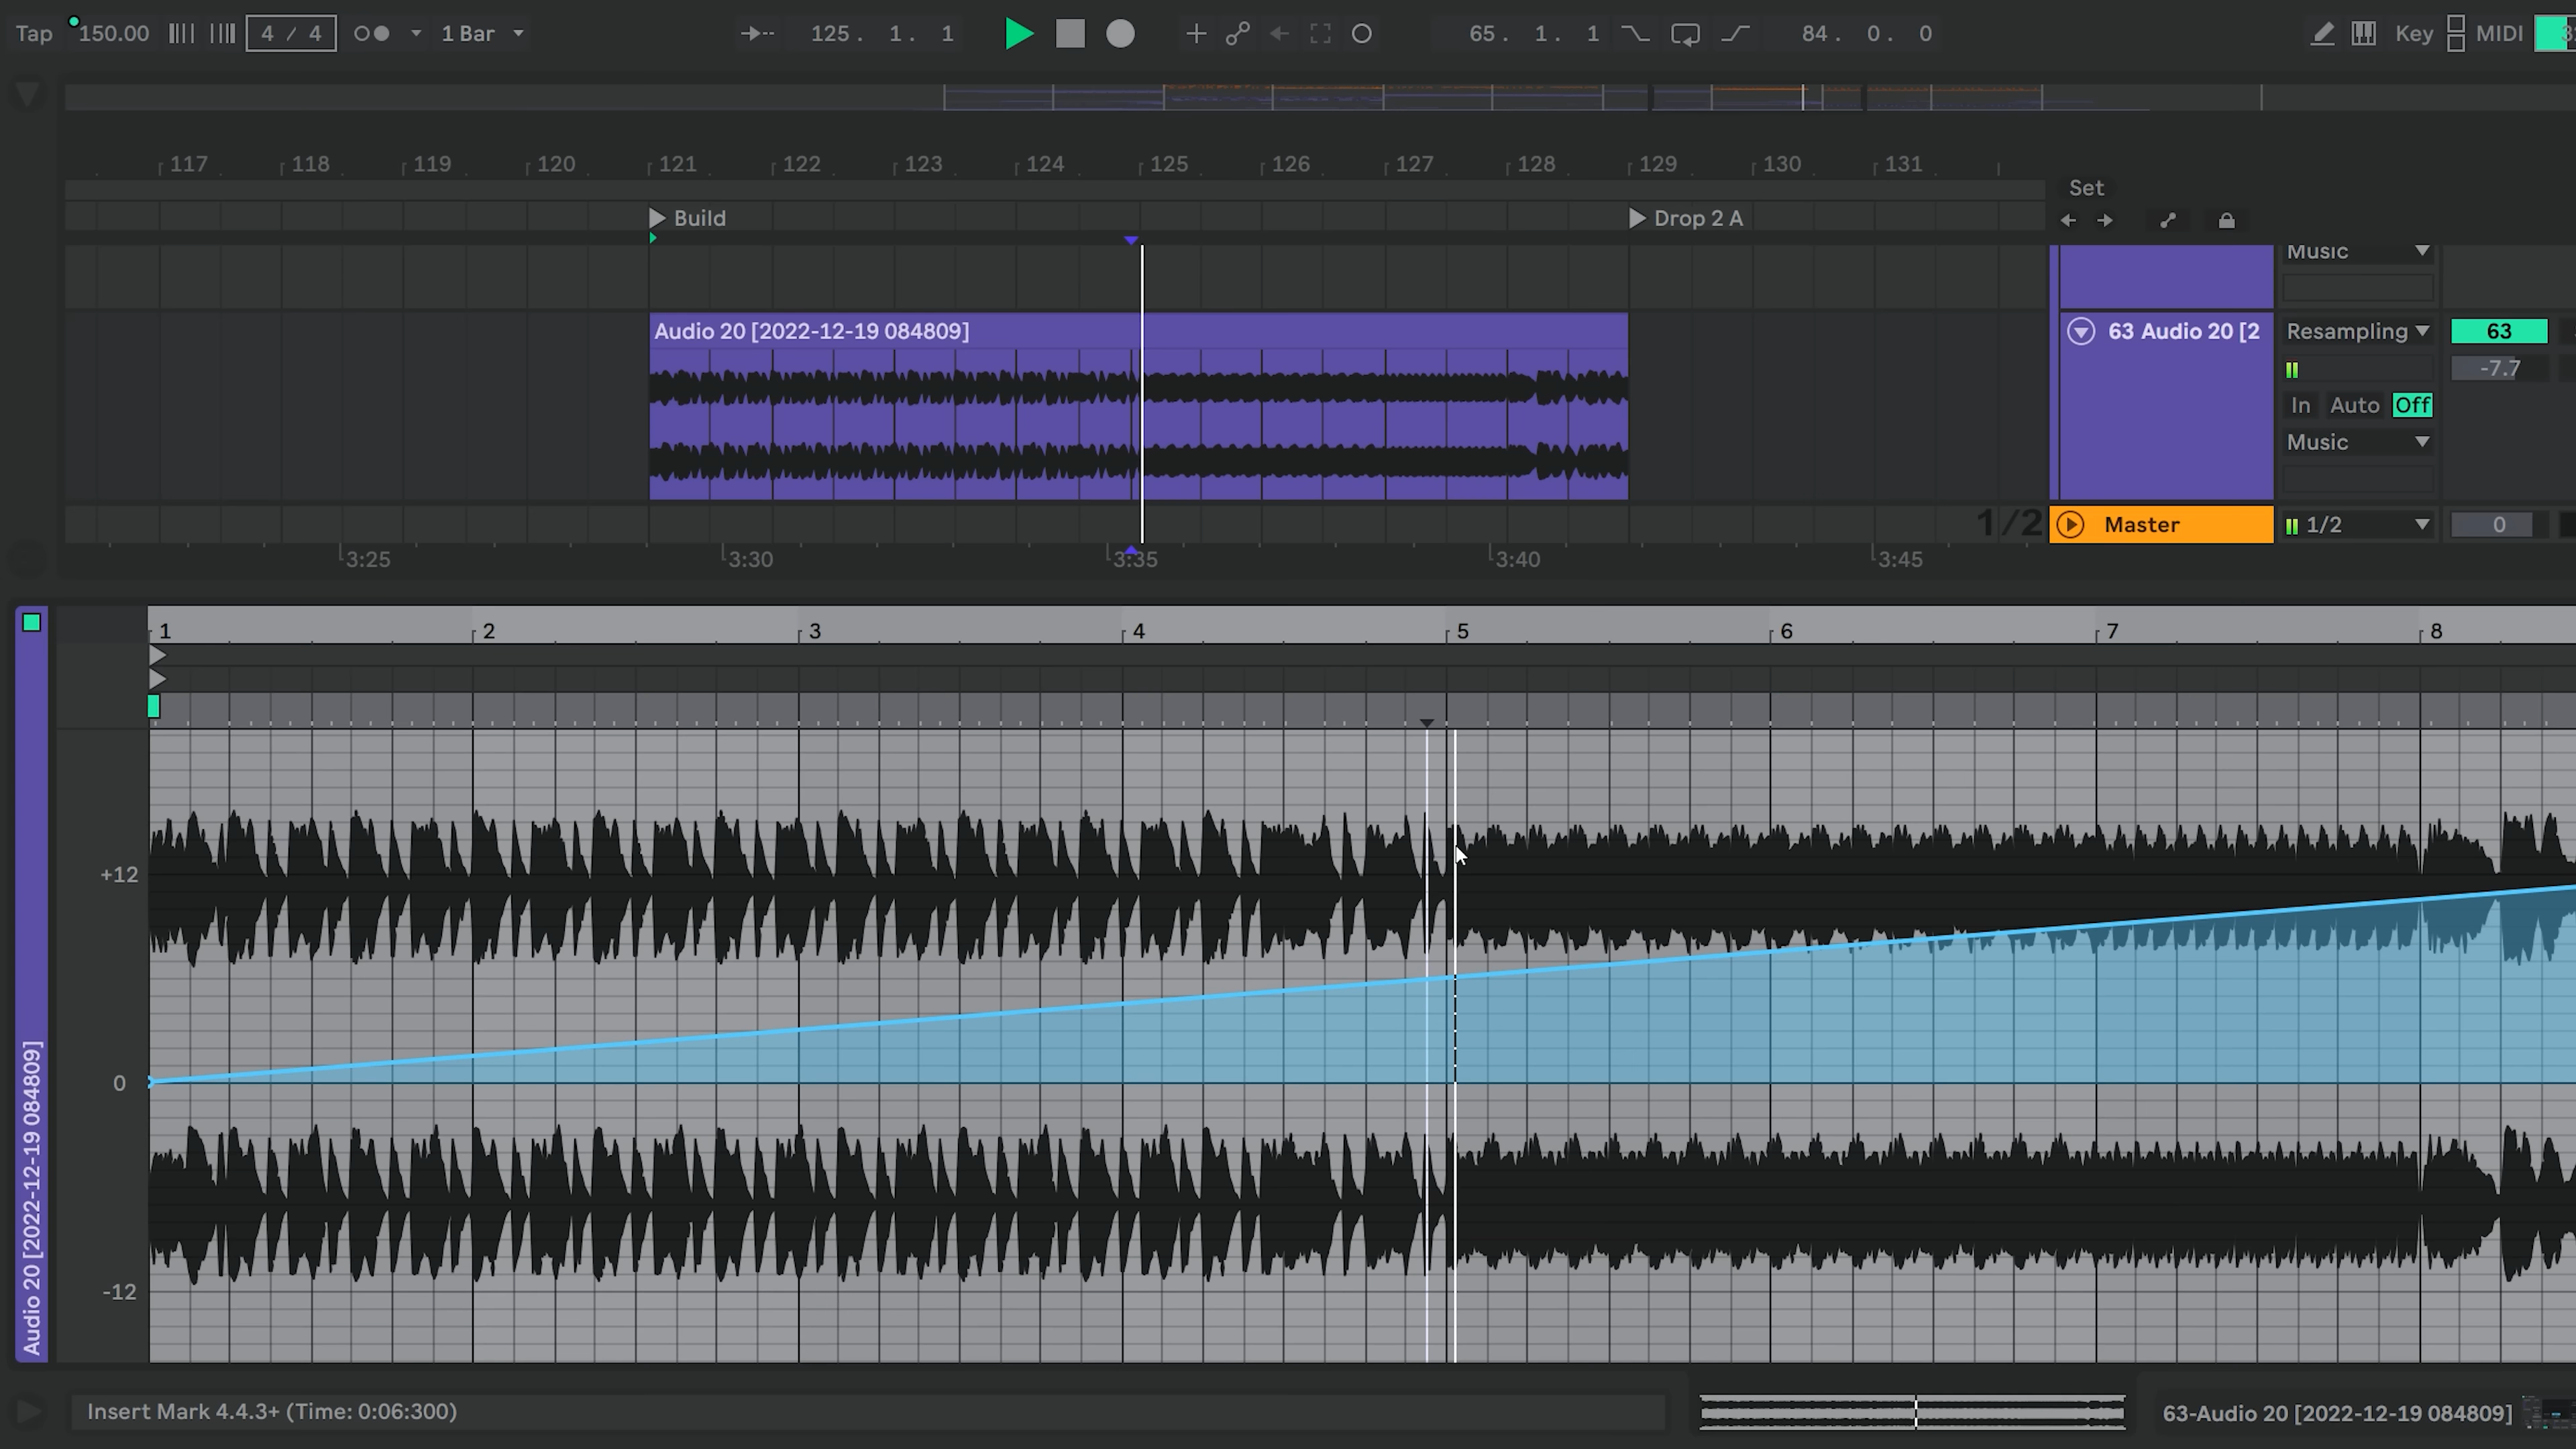 Tap 150.00 4 / 4 1 Bar 125. 1. 1 65. 1. 1 84. 0. 0 Key MIDI
117 118 119 120 121 122 123 124 125 126 127 128 129 130 131
Set
Build Drop 2 A
Music
Audio 20 [2022-12-19 084809] 63 Audio 20 [2 Resampling 63
-7.7
In Auto Off
Music
1/2 Master 1/2 0
3:25 3:30 3:35 3:40 3:45
1 2 3 4 5 6 7 8
+12
0
-12
Audio 20 [2022-12-19 084809]
Insert Mark 4.4.3+ (Time: 0:06:300) 63-Audio 20 [2022-12-19 084809]